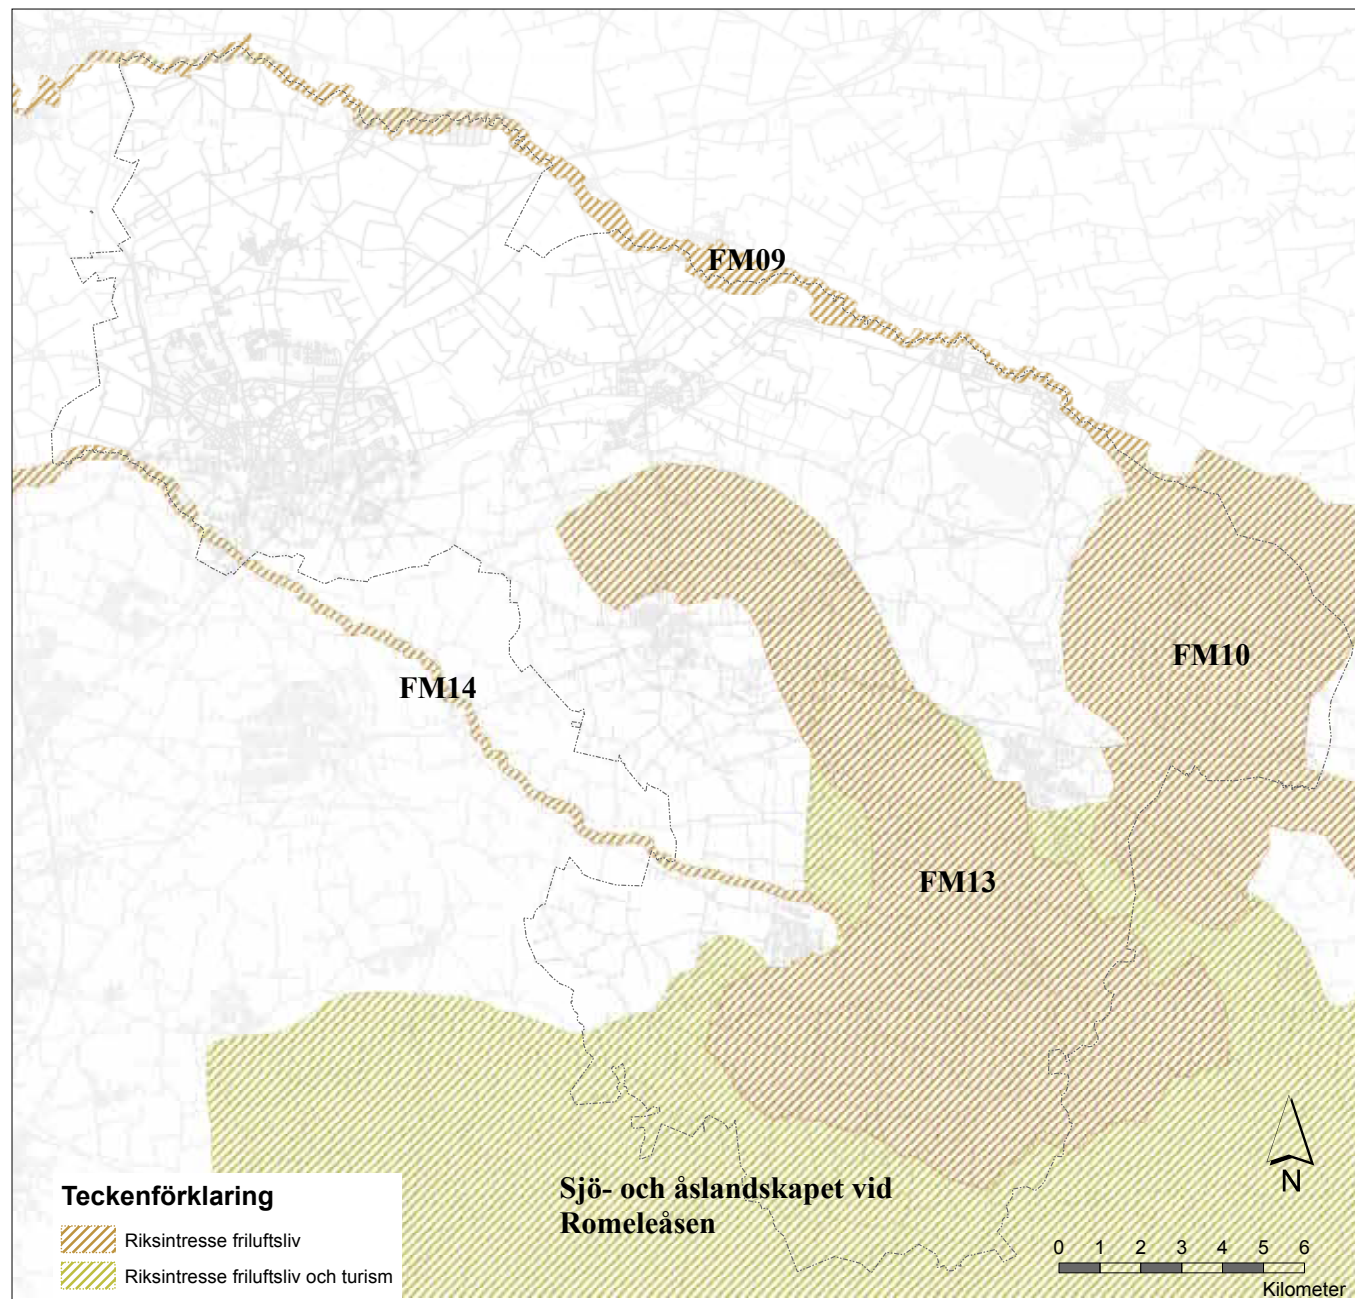 FM09
FM10
FM14
FM13
Sjö- och åslandskapet vid
Romeleåsen
Teckenförklaring
Riksintresse friluftsliv
Riksintresse friluftsliv och turism
N
0 1 2 3 4 5 6
Kilometer